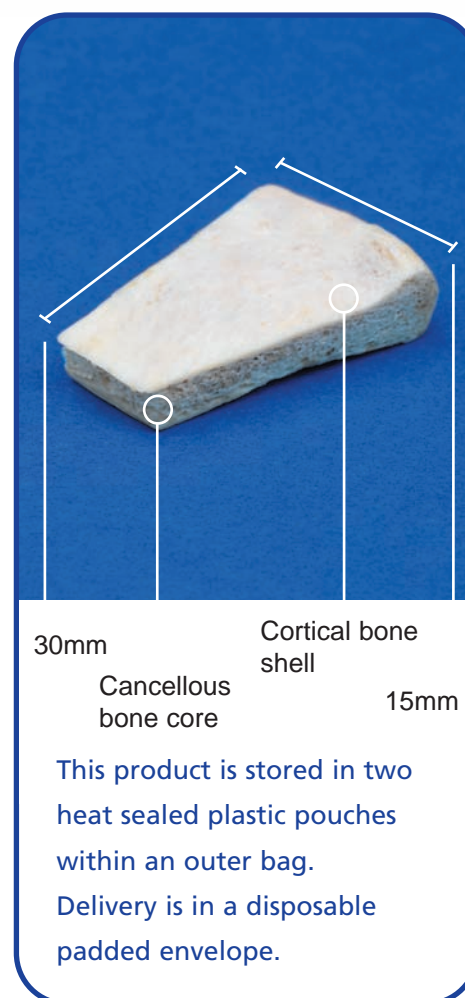 30mm
Cortical bone
shell
Cancellous
bone core
15mm
This product is stored in two
heat sealed plastic pouches
within an outer bag.
Delivery is in a disposable
padded envelope.